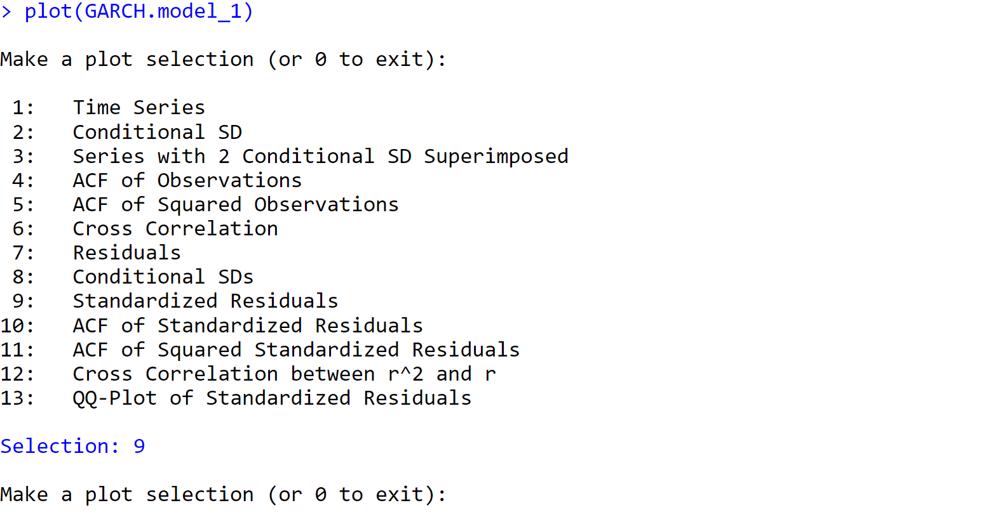 > plot(GARCH.model_1)
Make a plot selection (or 0 to exit):
1: Time Series
2: Conditional SD
3: Series with 2 Conditional SD Superimposed
4: ACF of Observations
5: ACF of Squared Observations
6: Cross Correlation
7: Residuals
8: Conditional SDs
9: Standardized Residuals
10: ACF of Standardized Residuals
11: ACF of Squared Standardized Residuals
12: Cross Correlation between r^2 and r
13: QQ-Plot of Standardized Residuals
Selection: 9
Make a plot selection (or 0 to exit):